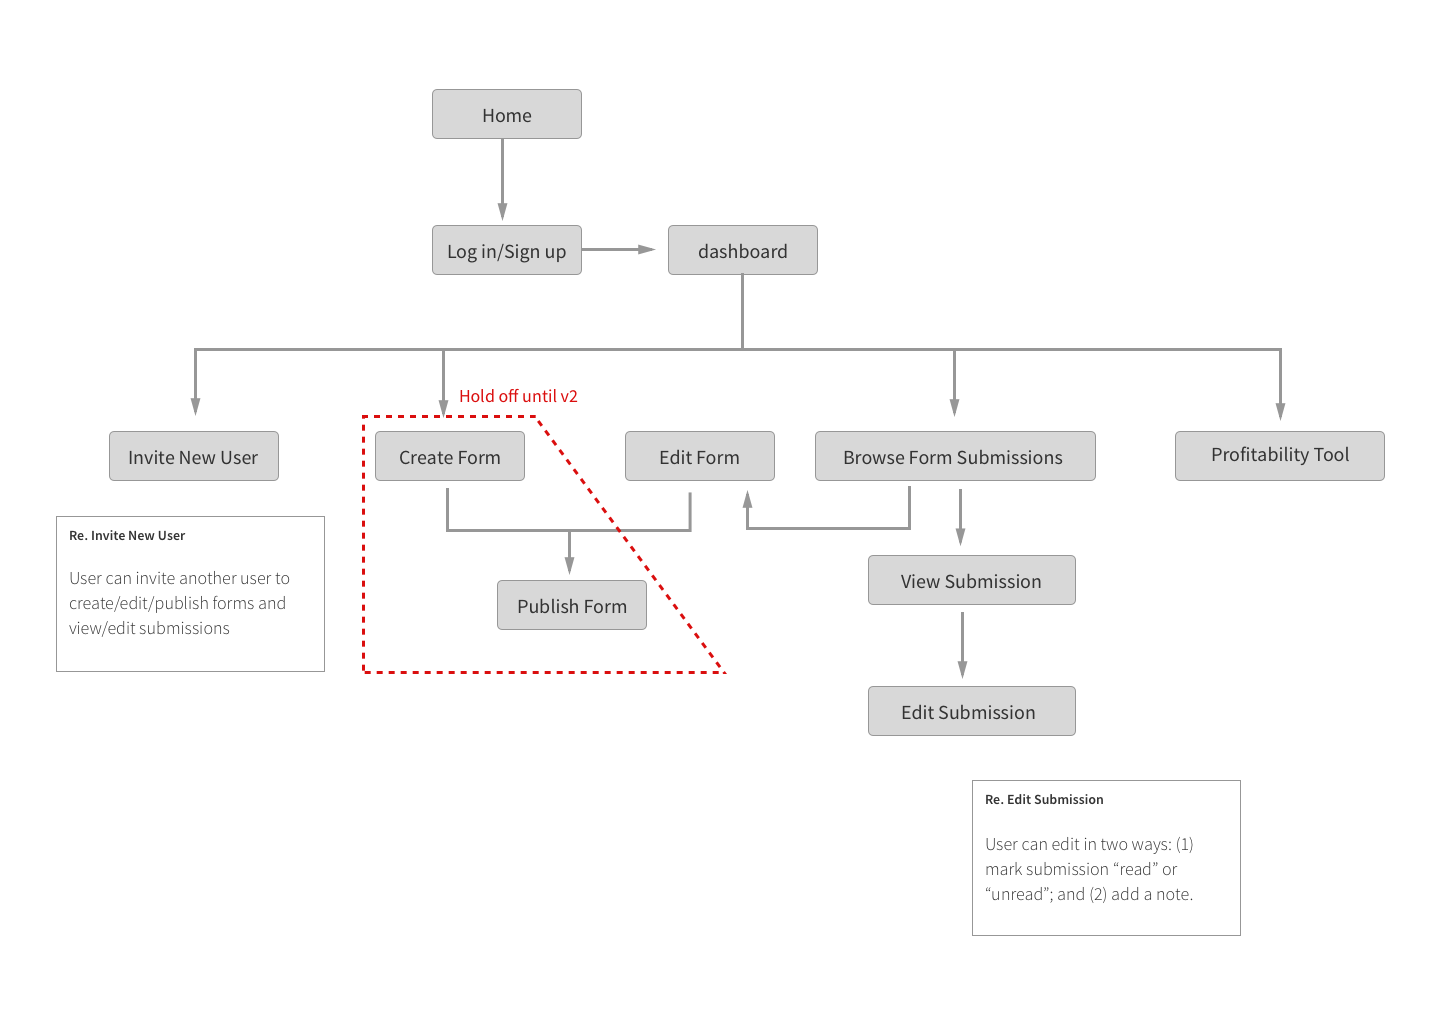 Home
Log in/Sign up
dashboard
Hold off until v2
Invite New User
Create Form
Edit Form
Browse Form Submissions
Profitability Tool
Re. Invite New User
User can invite another user to
create/edit/publish forms and
view/edit submissions
Publish Form
View Submission
Edit Submission
Re. Edit Submission
User can edit in two ways: (1)
mark submission “read” or
“unread”; and (2) add a note.